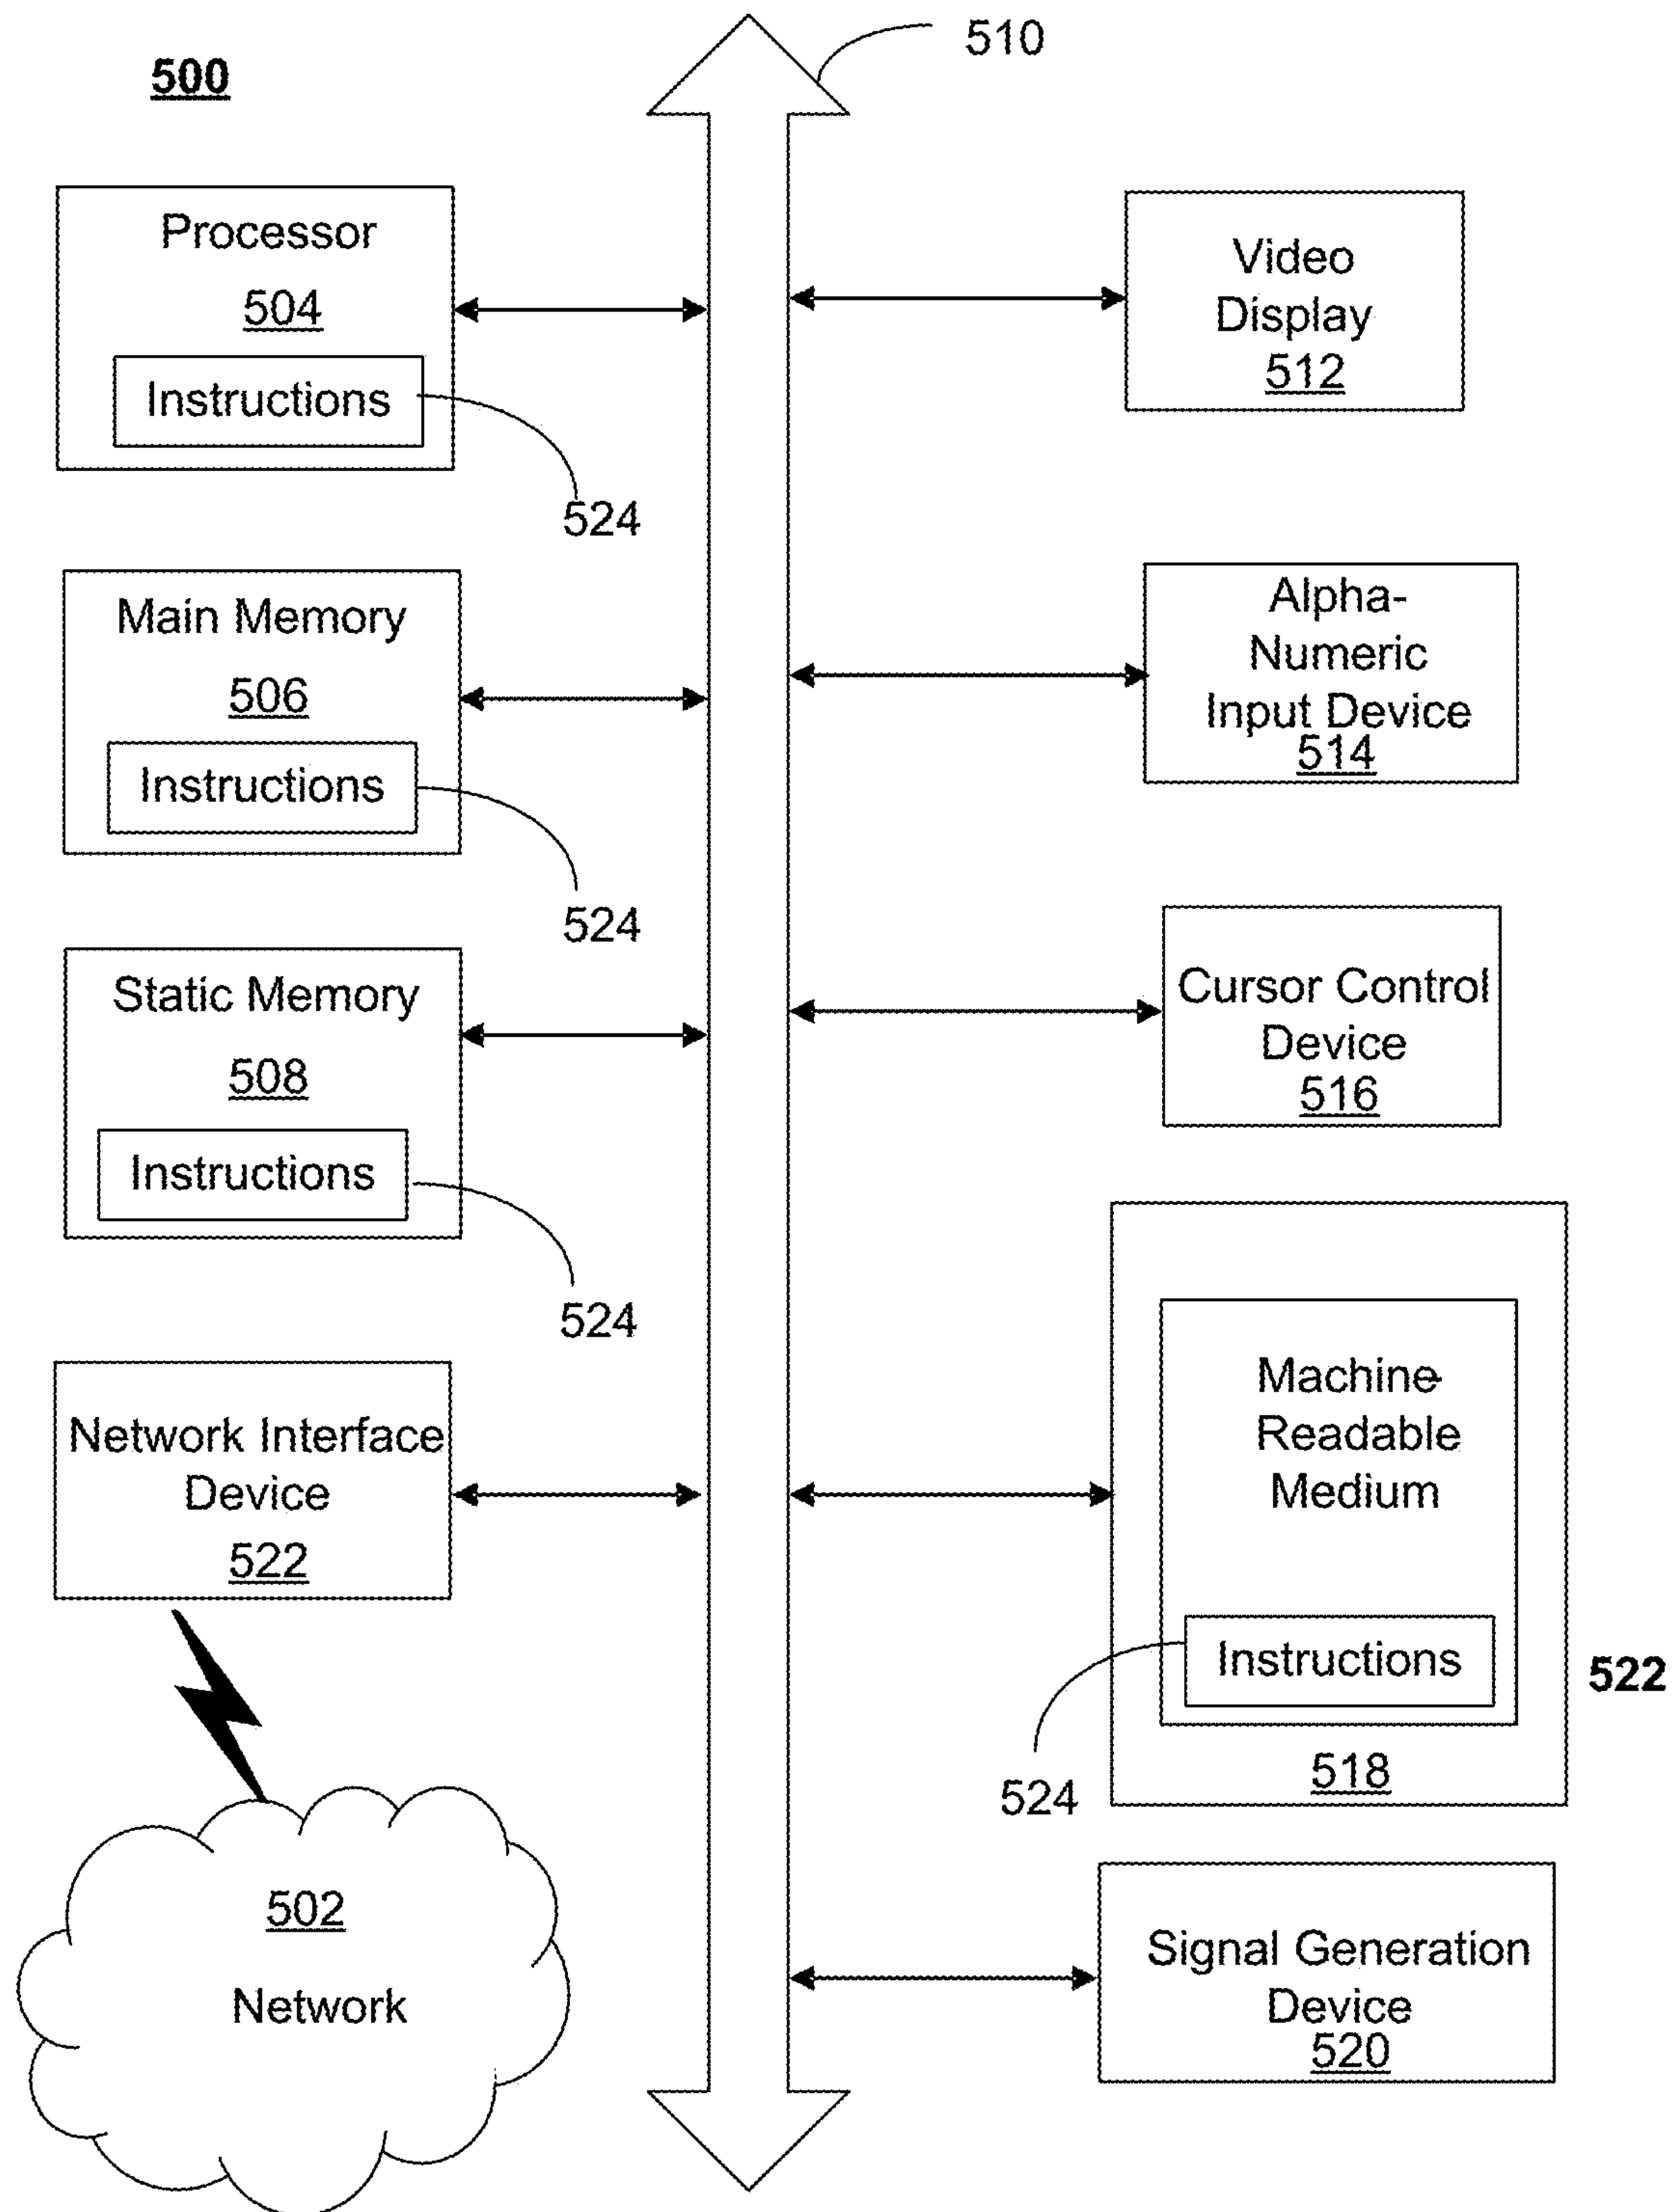 500
510
Processor
504
Instructions
524
Main Memory
506
Instructions
524
Static Memory
508
Instructions
524
Network Interface
Device
522
502
Network
Video
Display
512
Alpha-
Numeric
Input Device
514
Cursor Control
Device
516
Machine-
Readable
Medium
Instructions
522
524
518
Signal Generation
Device
520